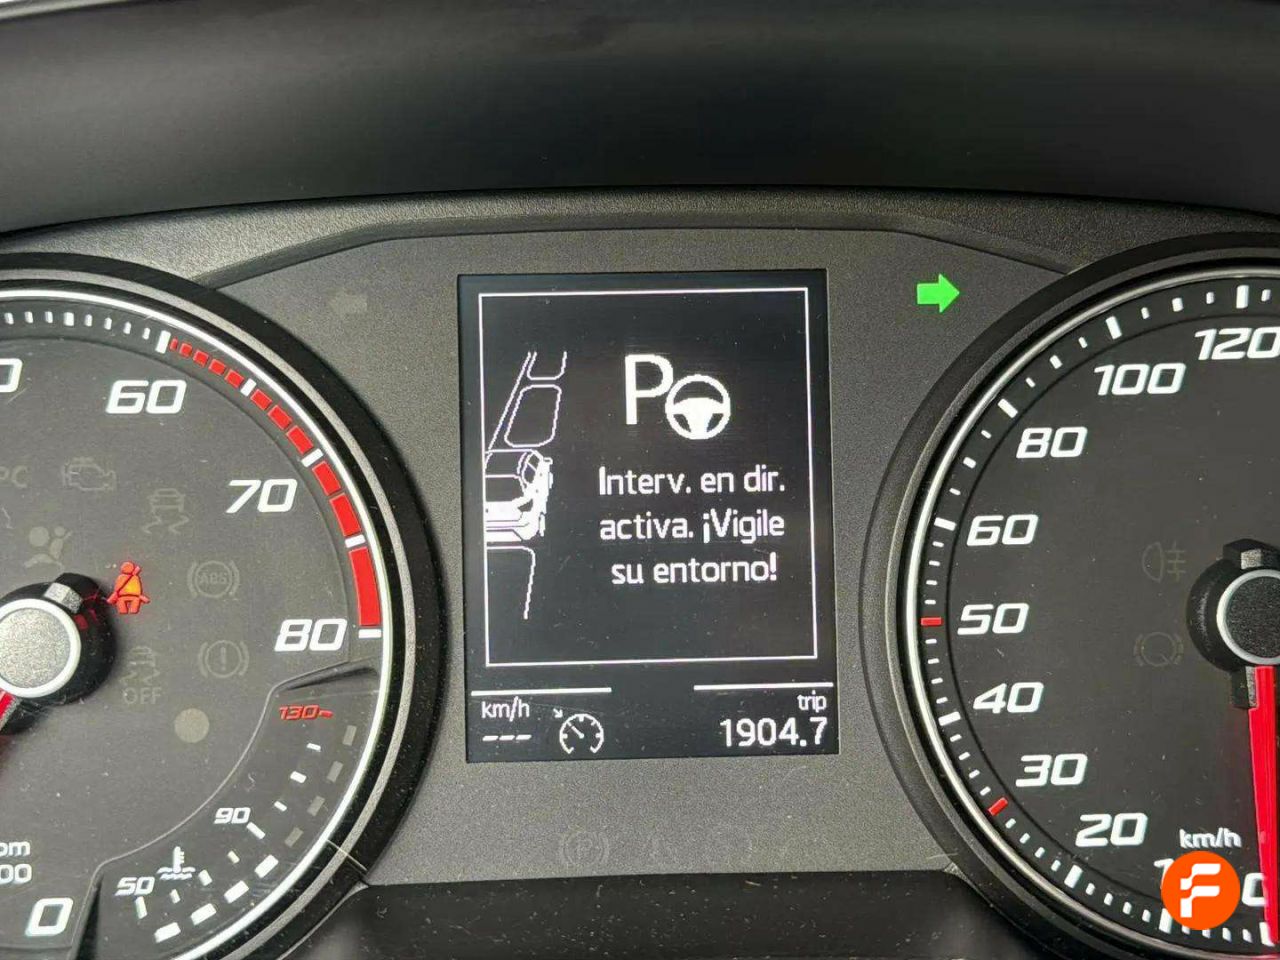 60
70
80
130
90
50
0
P
Interv. en dir.
activa. ¡Vigile
su entorno!
km/h
---
trip
1904.7
120
100
80
60
50
40
30
20
km/h
ABS
OFF